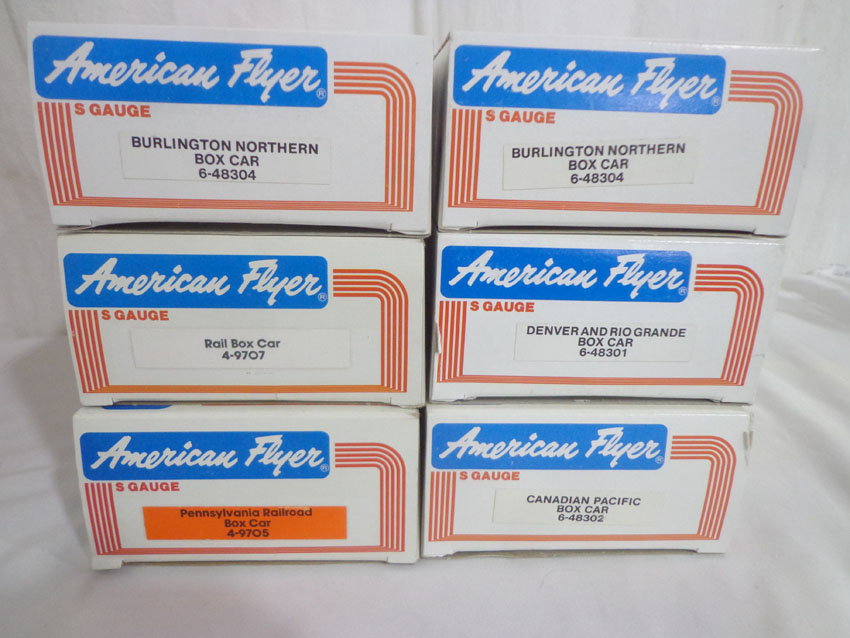 American Flyer®
S GAUGE
BURLINGTON NORTHERN
BOX CAR
6-48304
American Flyer®
S GAUGE
BURLINGTON NORTHERN
BOX CAR
6-48304
American Flyer®
S GAUGE
Rail Box Car
4-9707
American Flyer®
S GAUGE
DENVER AND RIO GRANDE
BOX CAR
6-48301
American Flyer®
S GAUGE
Pennsylvania Railroad
Box Car
4-9705
American Flyer®
S GAUGE
CANADIAN PACIFIC
BOX CAR
6-48302